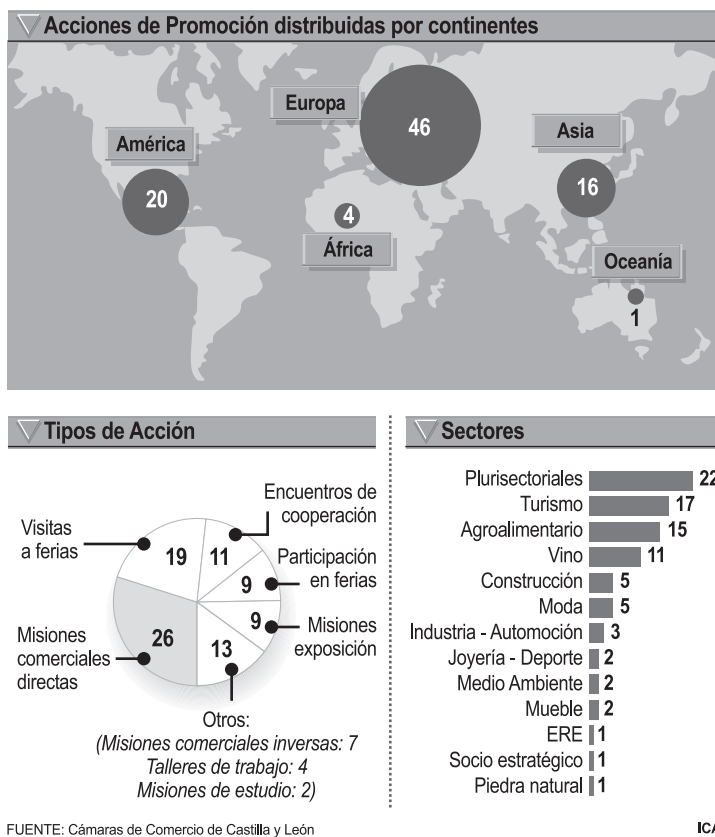 Acciones de Promoción distribuidas por continentes
Europa
46
América
20
Asia
16
4
África
Oceanía
1
Tipos de Acción
Visitas
a ferias
19
Encuentros de
cooperación
11
Participación
en ferias
9
Misiones
exposición
9
Misiones
comerciales
directas
26
13
Otros:
(Misiones comerciales inversas: 7
Talleres de trabajo: 4
Misiones de estudio: 2)
Sectores
Plurisectoriales 22
Turismo 17
Agroalimentario 15
Vino 11
Construcción 5
Moda 5
Industria - Automoción 3
Joyería - Deporte 2
Medio Ambiente 2
Mueble 2
ERE 1
Socio estratégico 1
Piedra natural 1
FUENTE: Cámaras de Comercio de Castilla y León